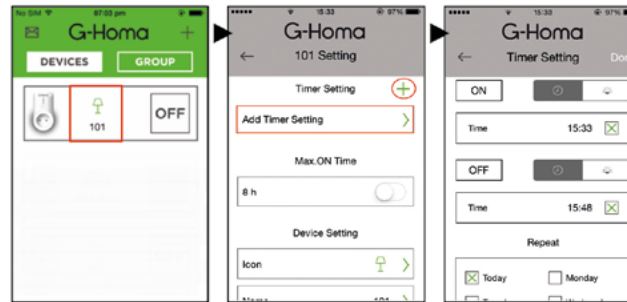 No SIM 07:03 pm
G-Homa
DEVICES GROUP
101
OFF
15:33 97%
G-Homa
101 Setting
Timer Setting
Add Timer Setting
Max.ON Time
8 h
Device Setting
Icon
Name 101
15:33 97%
G-Homa
Timer Setting
ON
Time 15:33
OFF
Time 15:48
Repeat
Today Monday